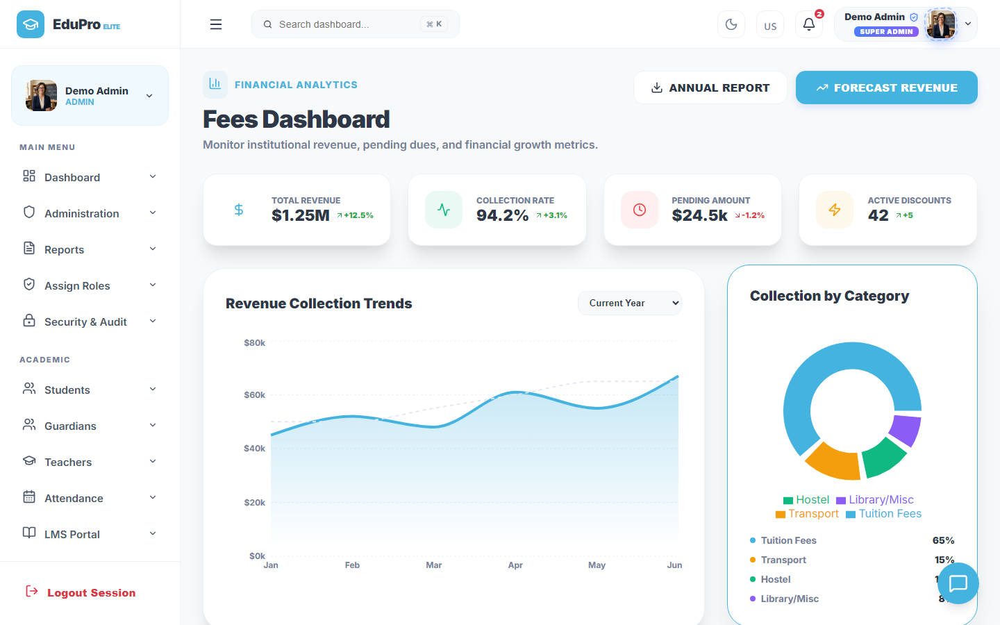 EduPro ELITE
Search dashboard...
⌘ K
US
2
Demo Admin
SUPER ADMIN
Demo Admin
ADMIN
MAIN MENU
Dashboard
Administration
Reports
Assign Roles
Security & Audit
ACADEMIC
Students
Guardians
Teachers
Attendance
LMS Portal
Logout Session
FINANCIAL ANALYTICS
Fees Dashboard
Monitor institutional revenue, pending dues, and financial growth metrics.
ANNUAL REPORT
FORECAST REVENUE
TOTAL REVENUE
$1.25M +12.5%
COLLECTION RATE
94.2% +3.1%
PENDING AMOUNT
$24.5k -1.2%
ACTIVE DISCOUNTS
42 +5
Revenue Collection Trends
Current Year
$80k
$60k
$40k
$20k
$0k
Jan Feb Mar Apr May Jun
Collection by Category
Hostel Library/Misc
Transport Tuition Fees
Tuition Fees 65%
Transport 15%
Hostel
Library/Misc